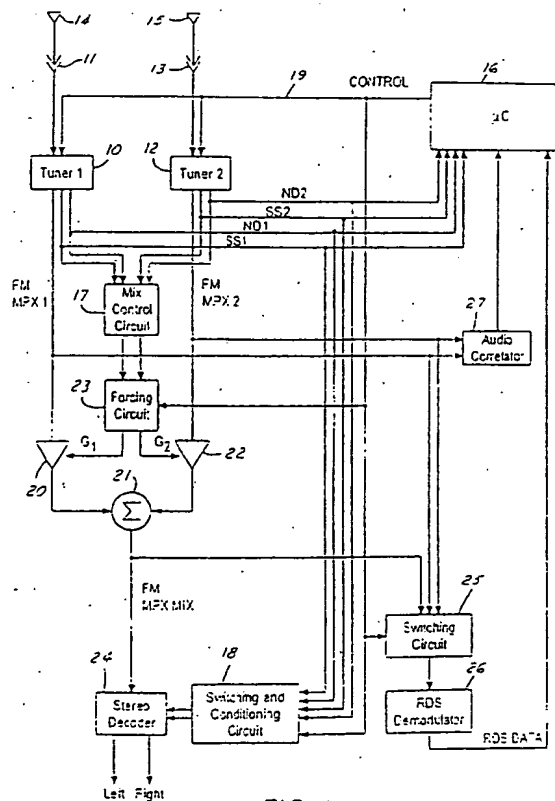 14
15
11
13
19
CONTROL
16
µC
10
Tuner 1
12
Tuner 2
ND2
SS2
ND1
SS1
FM
MPX 1
17
Mix
Control
Circuit
FM
MPX 2
27
Audio
Correlator
23
Forcing
Circuit
G1
G2
20
22
21
Σ
FM
MPX MIX
25
Switching
Circuit
24
Stereo
Decoder
18
Switching and
Conditioning
Circuit
26
RDS
Demodulator
RDS DATA
Left Right